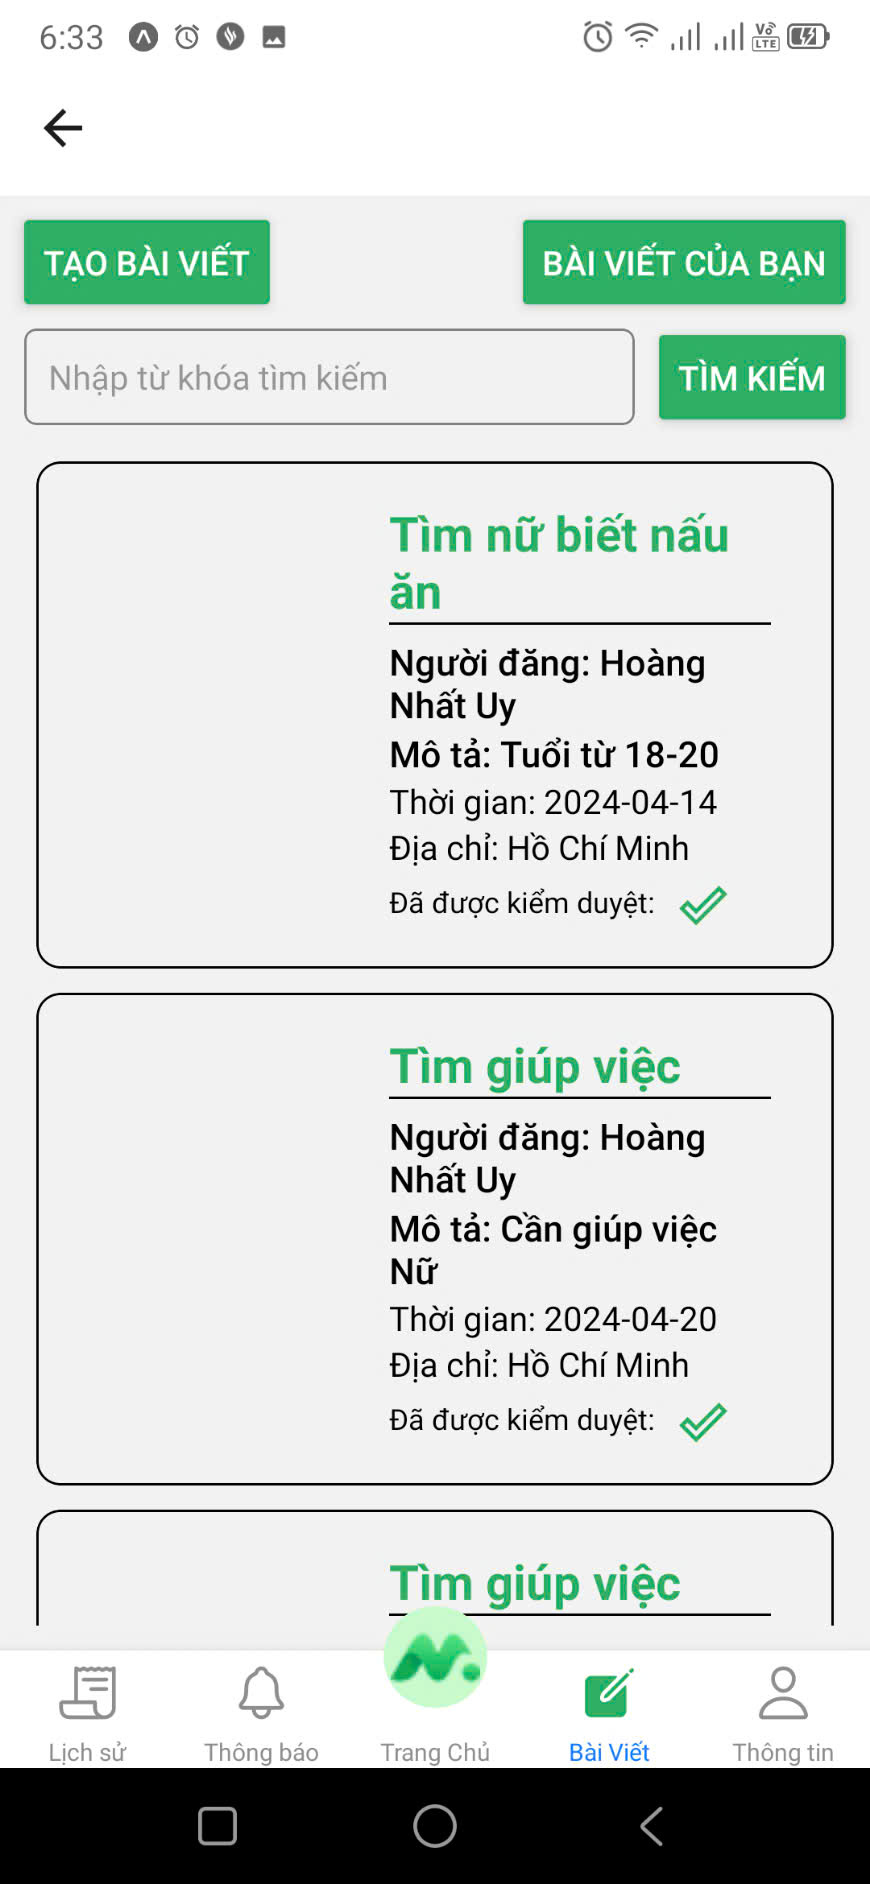 6:33
Vo
LTE
TẠO BÀI VIẾT
BÀI VIẾT CỦA BẠN
Nhập từ khóa tìm kiếm
TÌM KIẾM
Tìm nữ biết nấu
ăn
Người đăng: Hoàng
Nhất Uy
Mô tả: Tuổi từ 18-20
Thời gian: 2024-04-14
Địa chỉ: Hồ Chí Minh
Đã được kiểm duyệt:
Tìm giúp việc
Người đăng: Hoàng
Nhất Uy
Mô tả: Cần giúp việc
Nữ
Thời gian: 2024-04-20
Địa chỉ: Hồ Chí Minh
Đã được kiểm duyệt:
Tìm giúp việc
Lịch sử
Thông báo
Trang Chủ
Bài Viết
Thông tin